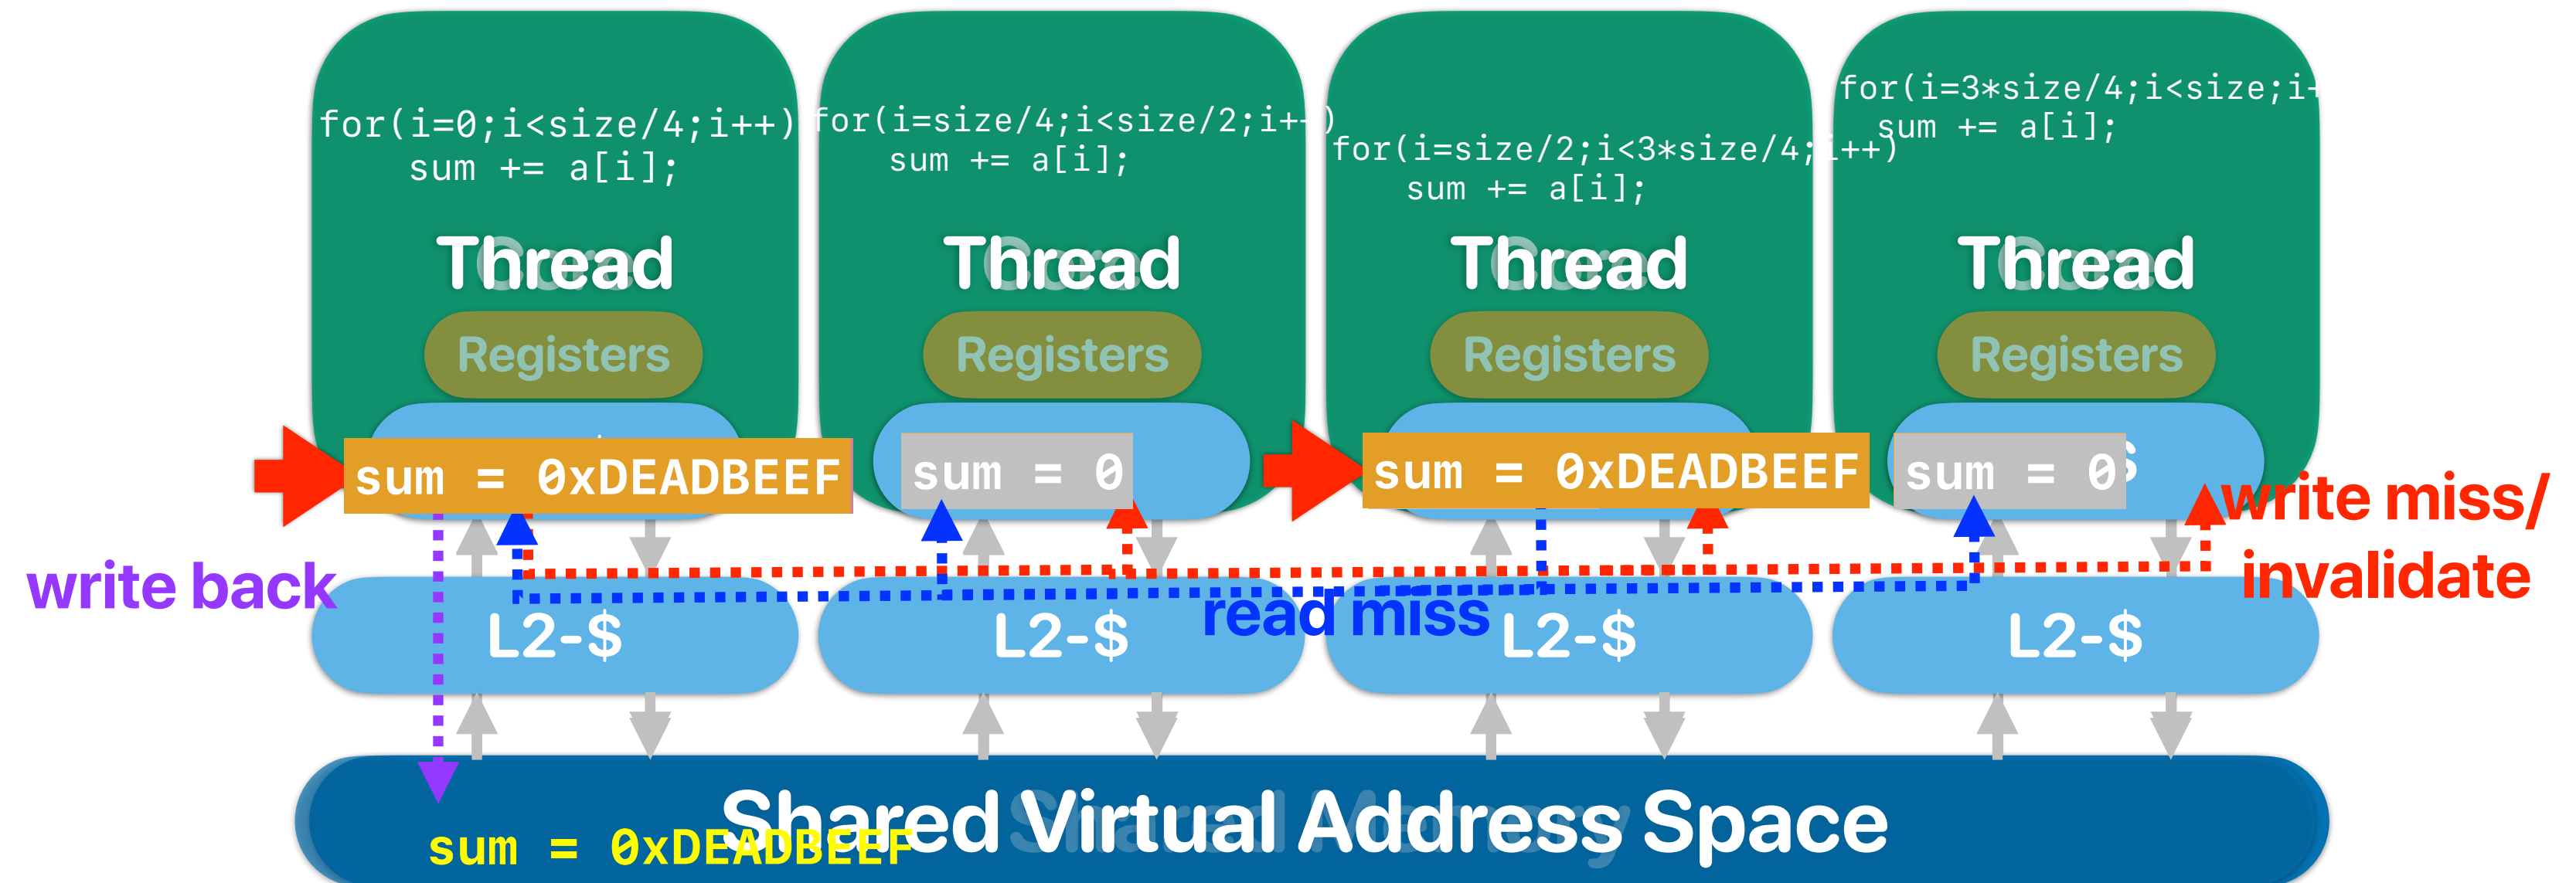 for(i=0;i<size/4;i++)
sum += a[i];
for(i=size/4;i<size/2;i++)
sum += a[i];
for(i=size/2;i<3*size/4;i++)
sum += a[i];
for(i=3*size/4;i<size;i+
sum += a[i];
Thread
Thread
Thread
Thread
Registers
Registers
Registers
Registers
sum = 0xDEADBEEF
sum = 0
sum = 0xDEADBEEF
sum = 0
write miss/
invalidate
write back
read miss
L2-$
L2-$
L2-$
L2-$
Shared Virtual Address Space
sum = 0xDEADBEEF